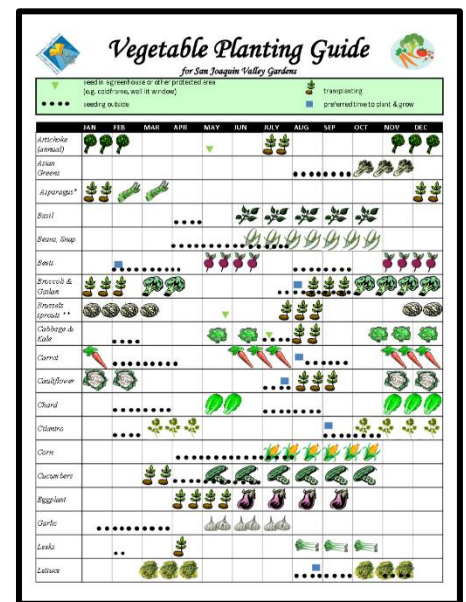 Vegetable Planting Guide
for San Joaquin Valley Gardens
seed in a greenhouse or other protected area
(e.g. coldframe, well lit window)
transplanting
seeding outside
preferred time to plant & grow
JAN FEB MAR APR MAY JUN JULY AUG SEP OCT NOV DEC
Artichoke
(annual)
Asian
Greens
Asparagus*
Basil
Beans, Snap
Beets
Broccoli &
Gailan
Brussels
sprouts **
Cabbage &
Kale
Carrot
Cauliflower
Chard
Cilantro
Corn
Cucumbers
Eggplant
Garlic
Leeks
Lettuce